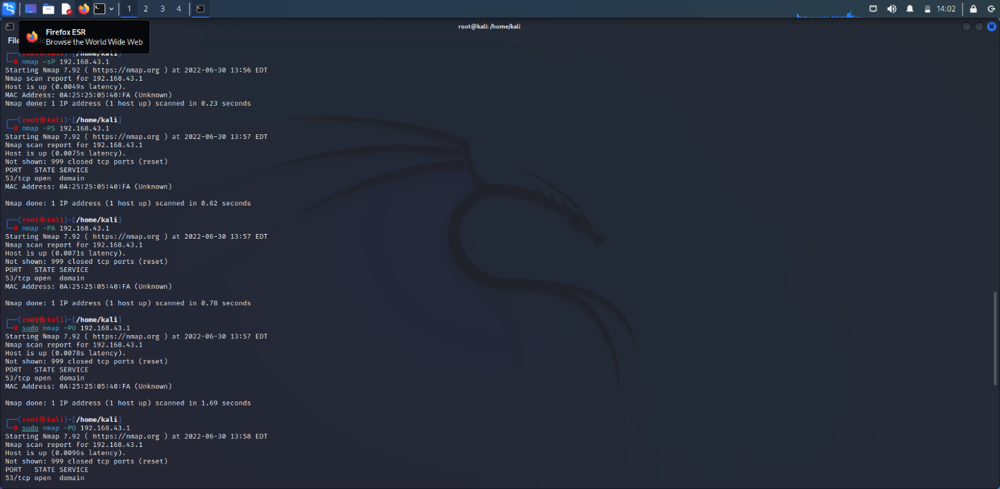 1 2 3 4 14:02
root@kali: /home/kali
Firefox ESR
File
Browse the World Wide Web
(root㉿kali)-[/home/kali]
# nmap -sP 192.168.43.1
Starting Nmap 7.92 ( https://nmap.org ) at 2022-06-30 13:56 EDT
Nmap scan report for 192.168.43.1
Host is up (0.0049s latency).
MAC Address: 0A:25:25:05:40:FA (Unknown)
Nmap done: 1 IP address (1 host up) scanned in 0.23 seconds
(root㉿kali)-[/home/kali]
# nmap -PS 192.168.43.1
Starting Nmap 7.92 ( https://nmap.org ) at 2022-06-30 13:57 EDT
Nmap scan report for 192.168.43.1
Host is up (0.0075s latency).
Not shown: 999 closed tcp ports (reset)
PORT   STATE SERVICE
53/tcp open  domain
MAC Address: 0A:25:25:05:40:FA (Unknown)
Nmap done: 1 IP address (1 host up) scanned in 0.62 seconds
(root㉿kali)-[/home/kali]
# nmap -PA 192.168.43.1
Starting Nmap 7.92 ( https://nmap.org ) at 2022-06-30 13:57 EDT
Nmap scan report for 192.168.43.1
Host is up (0.0071s latency).
Not shown: 999 closed tcp ports (reset)
PORT   STATE SERVICE
53/tcp open  domain
MAC Address: 0A:25:25:05:40:FA (Unknown)
Nmap done: 1 IP address (1 host up) scanned in 0.78 seconds
(root㉿kali)-[/home/kali]
# sudo nmap -PU 192.168.43.1
Starting Nmap 7.92 ( https://nmap.org ) at 2022-06-30 13:57 EDT
Nmap scan report for 192.168.43.1
Host is up (0.0078s latency).
Not shown: 999 closed tcp ports (reset)
PORT   STATE SERVICE
53/tcp open  domain
MAC Address: 0A:25:25:05:40:FA (Unknown)
Nmap done: 1 IP address (1 host up) scanned in 1.69 seconds
(root㉿kali)-[/home/kali]
# sudo nmap -PO 192.168.43.1
Starting Nmap 7.92 ( https://nmap.org ) at 2022-06-30 13:58 EDT
Nmap scan report for 192.168.43.1
Host is up (0.0096s latency).
Not shown: 999 closed tcp ports (reset)
PORT   STATE SERVICE
53/tcp open  domain